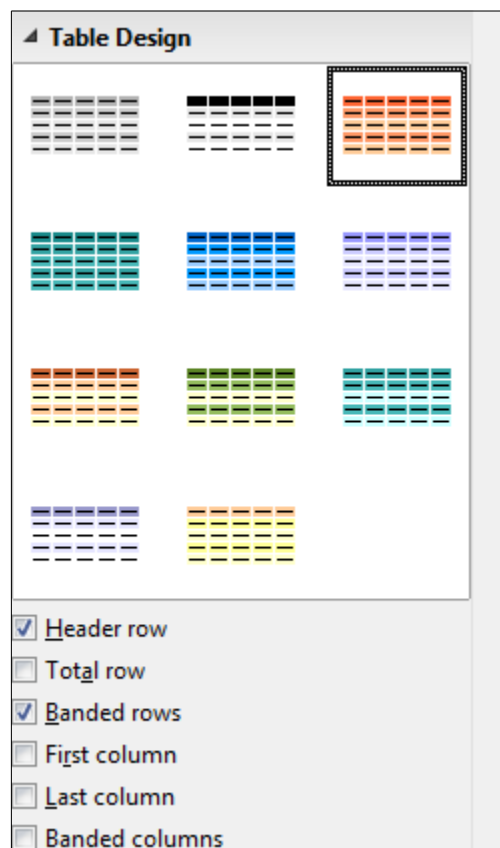 Table Design
Header row
Total row
Banded rows
First column
Last column
Banded columns